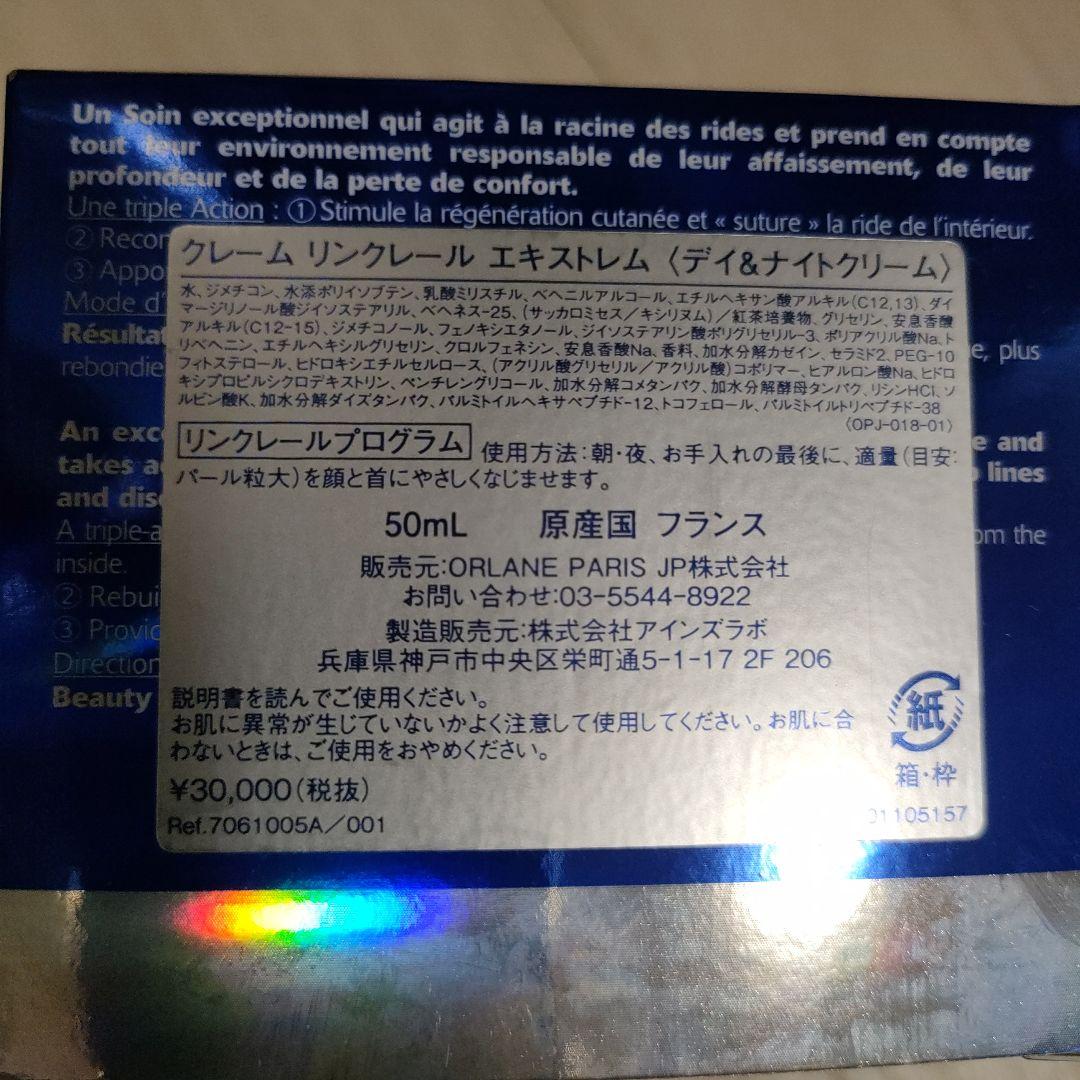 Un Soin exceptionnel qui agit à la racine des rides et prend en compte
tout leur environnement responsable de leur affaissement, de leur
profondeur et de la perte de confort.
Une triple Action : ① Stimule la régénération cutanée et « suture » la ride de l'intérieur.
② Recon
③ Appo
Mode d'
Résultat
e, plus
rebondie
クレーム リンクレール エキストレム 〈デイ&ナイトクリーム〉
水、ジメチコン、水添ポリイソブテン、乳酸ミリスチル、ベヘニルアルコール、エチルヘキサン酸アルキル(C12,13)、ダイ
マージリノール酸ジイソステアリル、ベヘネス-25、(サッカロミセス/キシリヌム)/紅茶培養物、グリセリン、安息香酸
アルキル(C12-15)、ジメチコノール、フェノキシエタノール、ジイソステアリン酸ポリグリセリル-3、ポリアクリル酸Na、ト
リベヘニン、エチルヘキシルグリセリン、クロルフェネシン、安息香酸Na、香料、加水分解カゼイン、セラミド2、PEG-10
フィトステロール、ヒドロキシエチルセルロース、(アクリル酸グリセリル/アクリル酸)コポリマー、ヒアルロン酸Na、ヒドロ
キシプロピルシクロデキストリン、ペンチレングリコール、加水分解コメタンパク、加水分解酵母タンパク、リシンHCl、ソ
ルビン酸K、加水分解ダイズタンパク、パルミトイルヘキサペプチド-12、トコフェロール、パルミトイルトリペプチド-38
〈OPJ-018-01〉
リンクレールプログラム 使用方法:朝・夜、お手入れの最後に、適量(目安:
パール粒大)を顔と首にやさしくなじませます。
50mL 原産国 フランス
販売元:ORLANE PARIS JP株式会社
お問い合わせ:03-5544-8922
製造販売元:株式会社アインズラボ
兵庫県神戸市中央区栄町通5-1-17 2F 206
説明書を読んでご使用ください。
お肌に異常が生じていないかよく注意して使用してください。お肌に合
わないときは、ご使用をおやめください。
¥30,000(税抜)
Ref.7061005A/001
紙
箱・枠
01105157
An exc
e and
takes a
lines
and dis
A triple-a
om the
inside.
② Rebui
③ Provid
Direction
Beauty